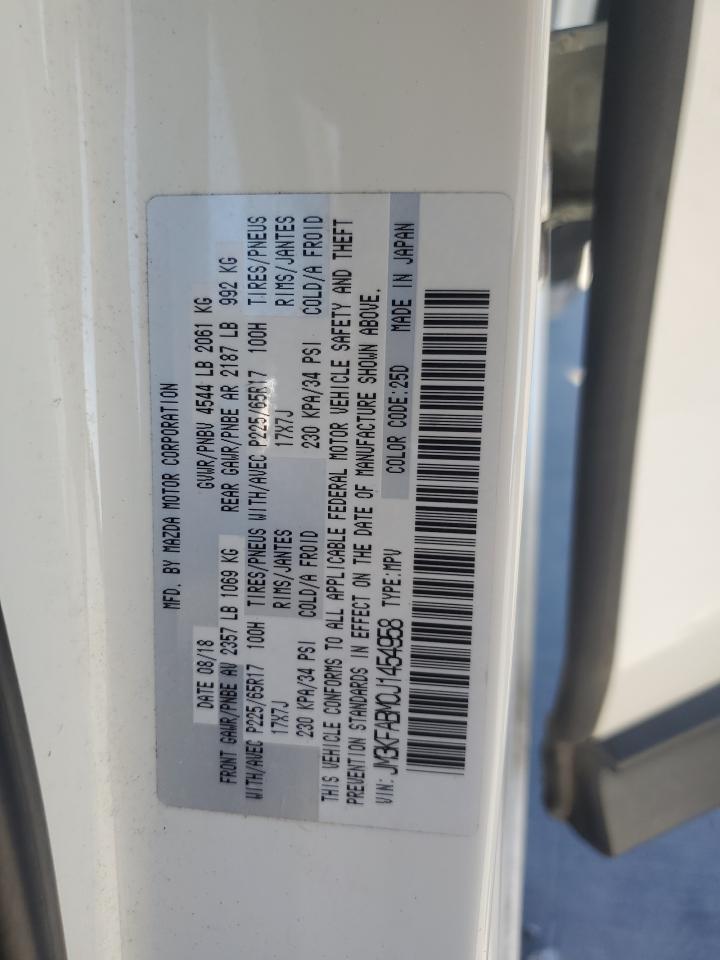 MFD. BY MAZDA MOTOR CORPORATION
DATE 08/18 GVWR/PNBV 4544 LB 2061 KG
FRONT GAWR/PNBE AV 2357 LB 1069 KG REAR GAWR/PNBE AR 2187 LB 992 KG
WITH/AVEC P225/65R17 100H TIRES/PNEUS WITH/AVEC P225/65R17 100H TIRES/PNEUS
17X7J RIMS/JANTES 17X7J RIMS/JANTES
230 KPA/34 PSI COLD/A FROID 230 KPA/34 PSI COLD/A FROID
THIS VEHICLE CONFORMS TO ALL APPLICABLE FEDERAL MOTOR VEHICLE SAFETY AND THEFT
PREVENTION STANDARDS IN EFFECT ON THE DATE OF MANUFACTURE SHOWN ABOVE.
VIN: JM3KFABM0J1454958 TYPE:MPV COLOR CODE:25D MADE IN JAPAN